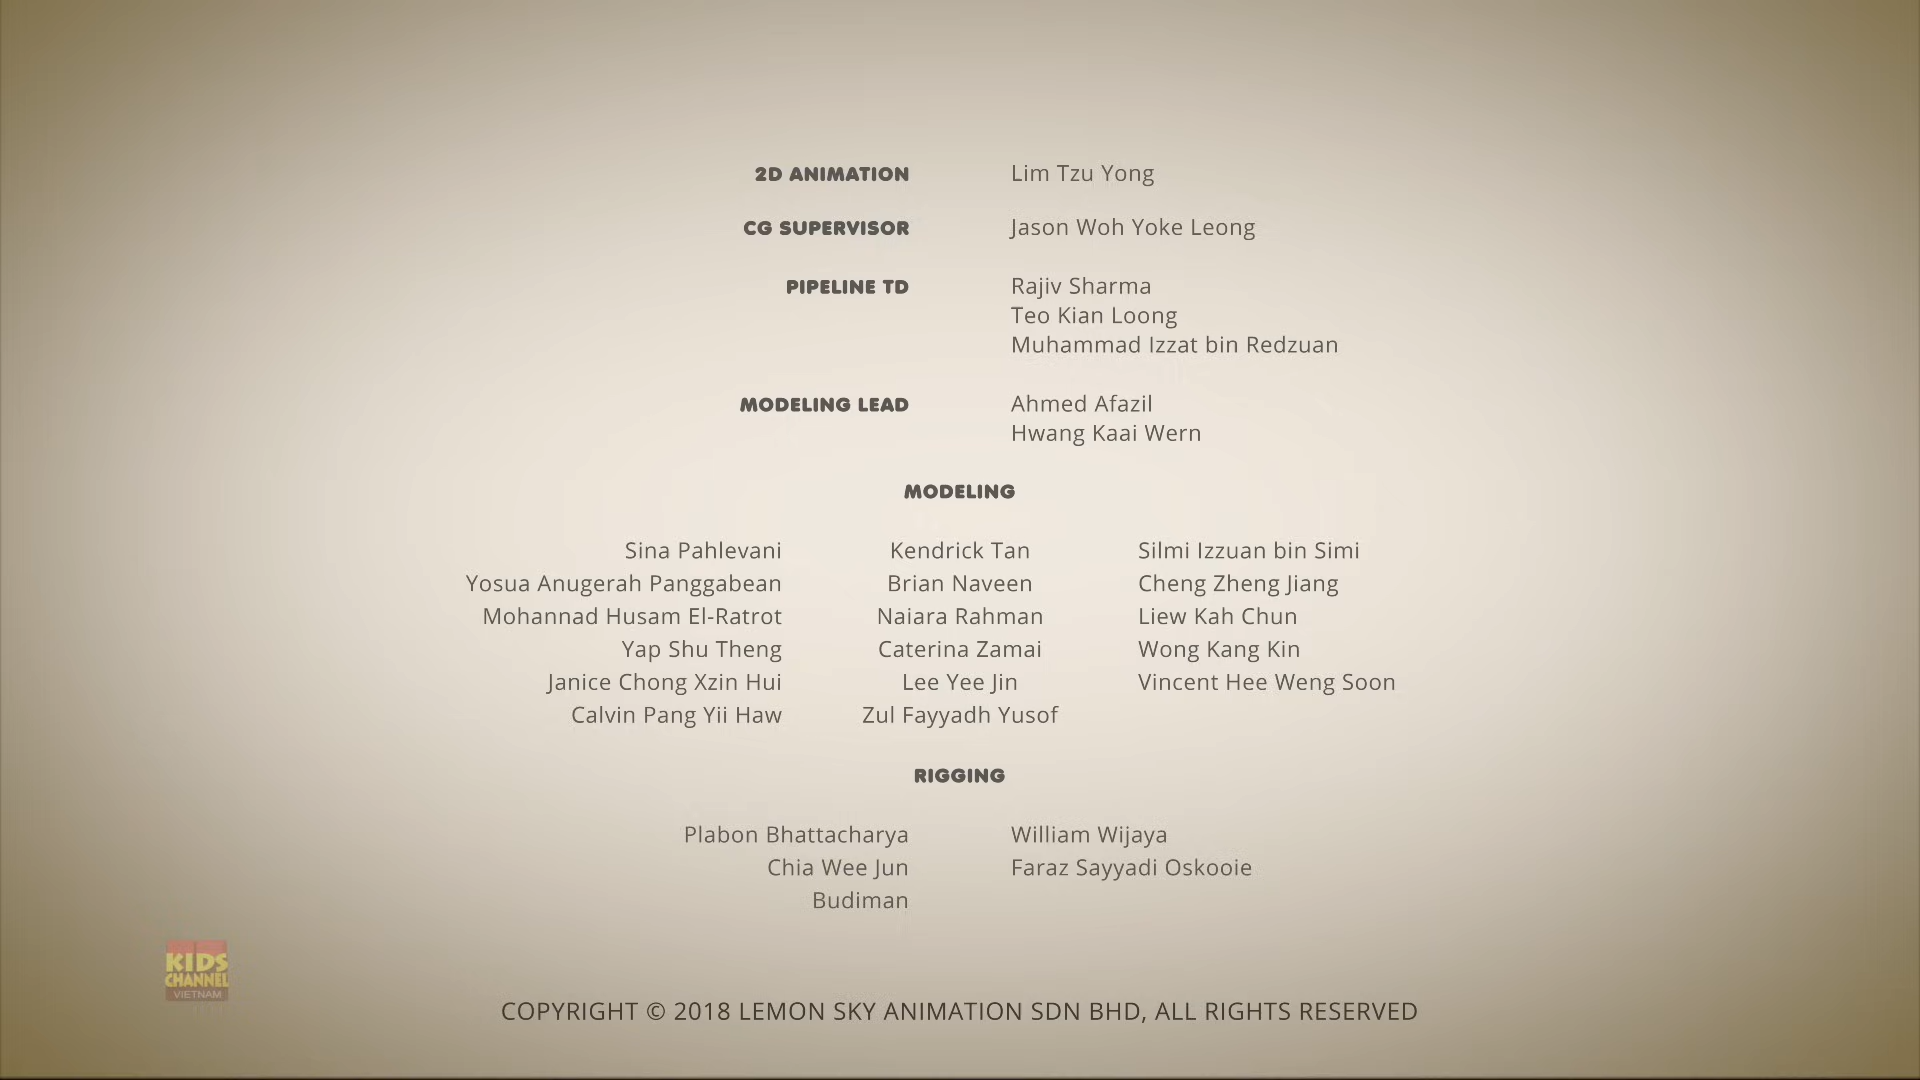 2D ANIMATION Lim Tzu Yong
CG SUPERVISOR Jason Woh Yoke Leong
PIPELINE TD Rajiv Sharma
Teo Kian Loong
Muhammad Izzat bin Redzuan
MODELING LEAD Ahmed Afazil
Hwang Kaai Wern
MODELING
Sina Pahlevani Kendrick Tan Silmi Izzuan bin Simi
Yosua Anugerah Panggabean Brian Naveen Cheng Zheng Jiang
Mohannad Husam El-Ratrot Naiara Rahman Liew Kah Chun
Yap Shu Theng Caterina Zamai Wong Kang Kin
Janice Chong Xzin Hui Lee Yee Jin Vincent Hee Weng Soon
Calvin Pang Yii Haw Zul Fayyadh Yusof
RIGGING
Plabon Bhattacharya William Wijaya
Chia Wee Jun Faraz Sayyadi Oskooie
Budiman
KIDS
CHANNEL
VIETNAM
COPYRIGHT © 2018 LEMON SKY ANIMATION SDN BHD, ALL RIGHTS RESERVED